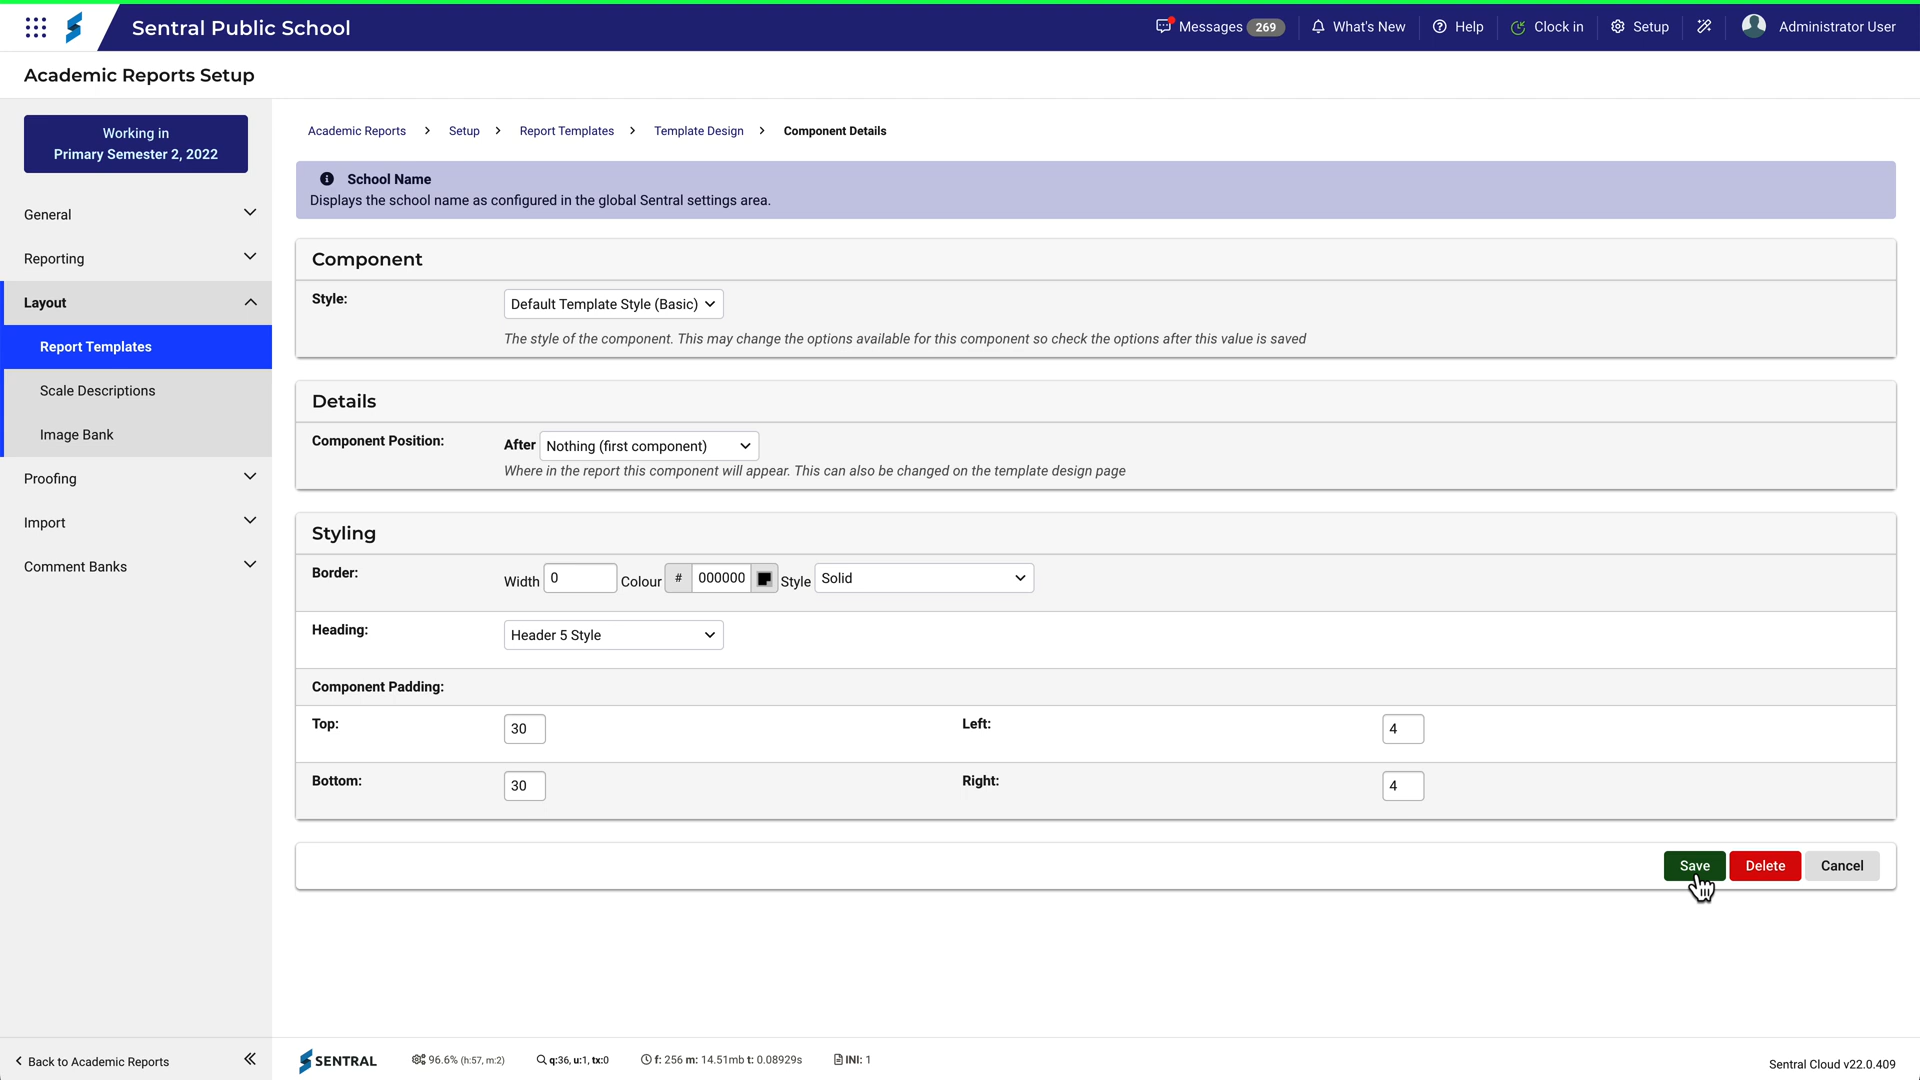 Sentral Public School
Messages 269
What's New
Help
Clock in
Setup
Administrator User
Academic Reports Setup
Working in
Primary Semester 2, 2022
General
Reporting
Layout
Report Templates
Scale Descriptions
Image Bank
Proofing
Import
Comment Banks
Back to Academic Reports
Academic Reports > Setup > Report Templates > Template Design > Component Details
School Name
Displays the school name as configured in the global Sentral settings area.
Component
Style: Default Template Style (Basic)
The style of the component. This may change the options available for this component so check the options after this value is saved
Details
Component Position: After Nothing (first component)
Where in the report this component will appear. This can also be changed on the template design page
Styling
Border: Width 0 Colour # 000000 Style Solid
Heading: Header 5 Style
Component Padding:
Top: 30 Left: 4
Bottom: 30 Right: 4
Save Delete Cancel
SENTRAL 96.6% (h:57, m:2) q:36, u:1, tx:0 f: 256 m: 14.51mb t: 0.08929s INI: 1
Sentral Cloud v22.0.409